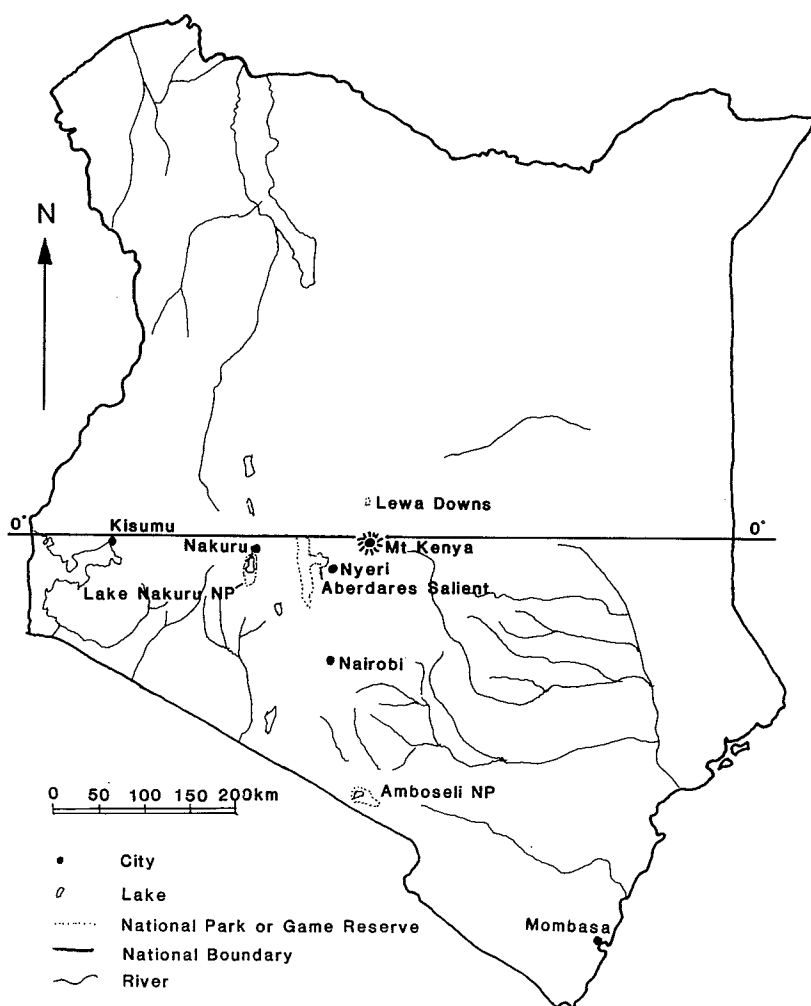 N
Lewa Downs
0°
0°
Kisumu
Nakuru
Mt Kenya
Nyeri
Lake Nakuru NP
Aberdares Salient
Nairobi
Amboseli NP
0 50 100 150 200km
City
Lake
National Park or Game Reserve
National Boundary
River
Mombasa